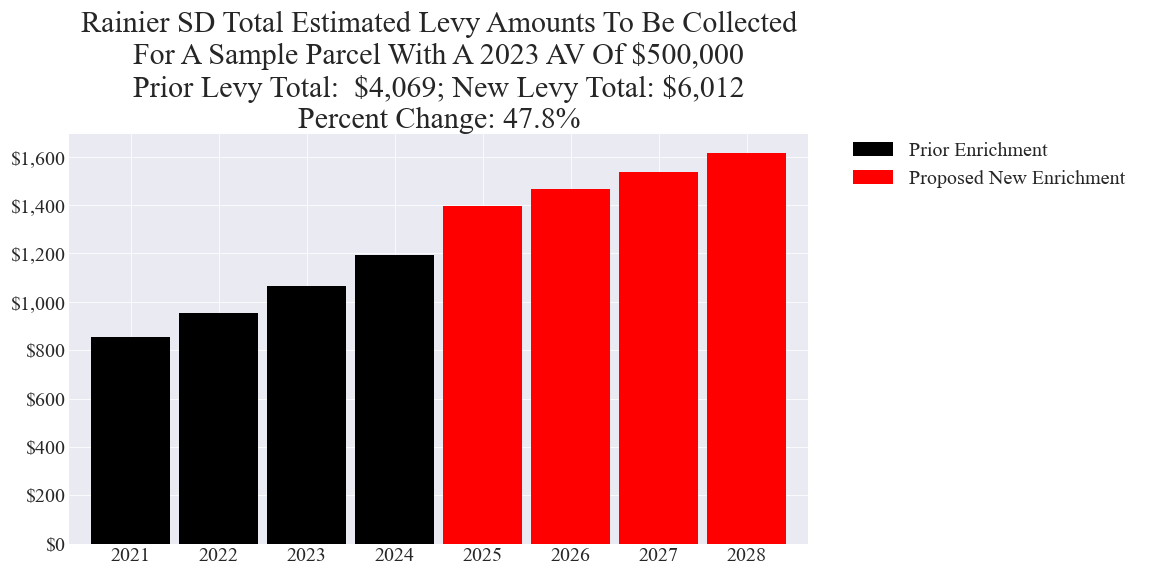 Rainier SD Total Estimated Levy Amounts To Be Collected
For A Sample Parcel With A 2023 AV Of $500,000
Prior Levy Total:  $4,069; New Levy Total: $6,012
Percent Change: 47.8%
Prior Enrichment
Proposed New Enrichment
$1,600
$1,400
$1,200
$1,000
$800
$600
$400
$200
$0
2021 2022 2023 2024 2025 2026 2027 2028